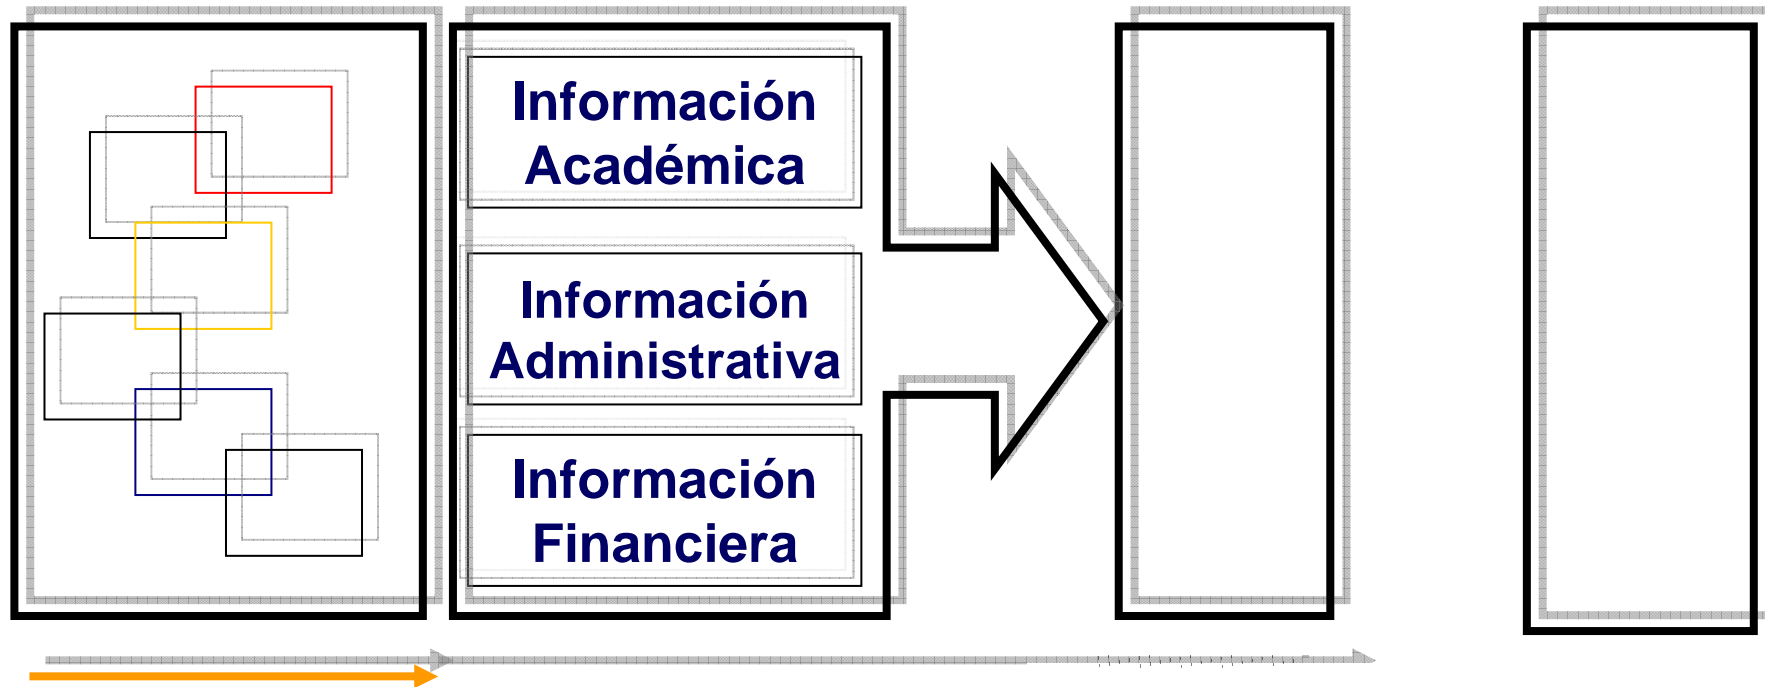 Información
Académica
Información
Administrativa
Información
Financiera